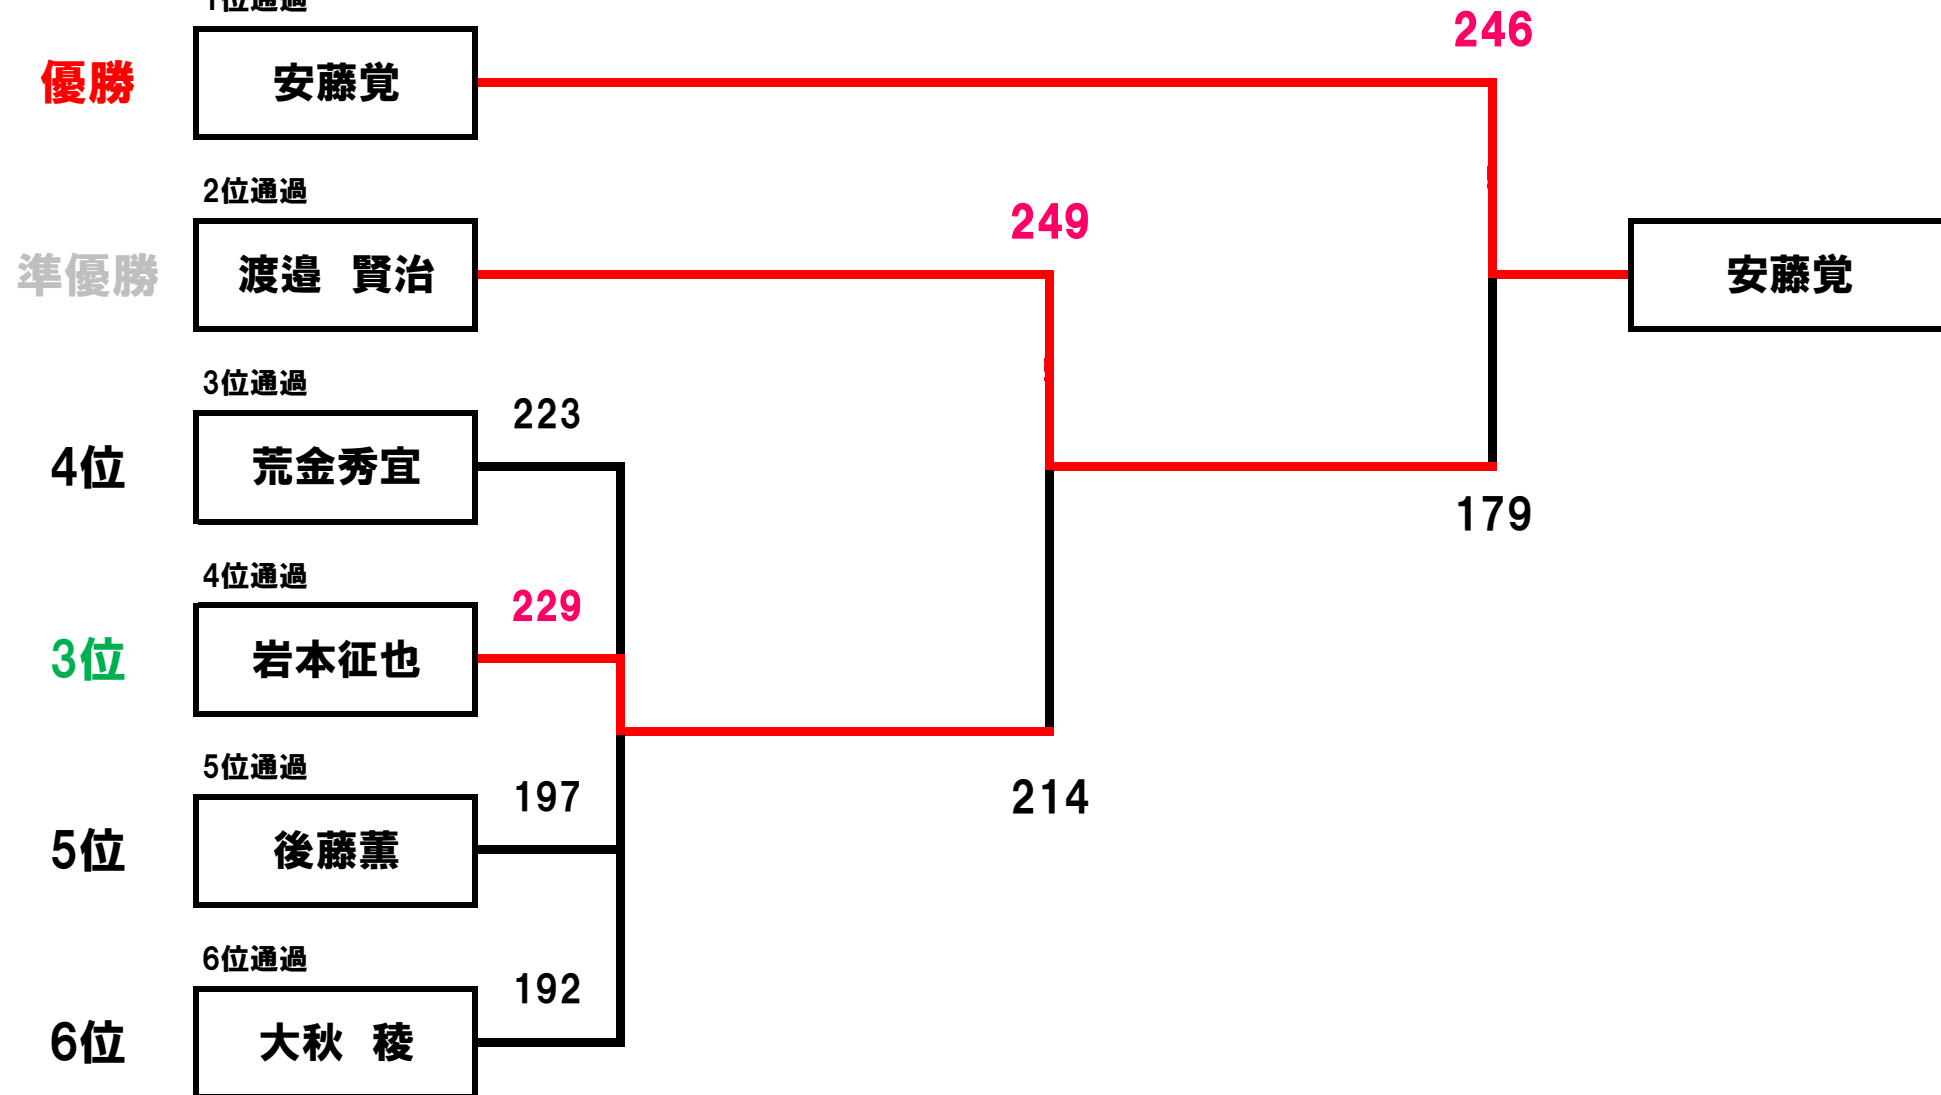 1位通過
246
優勝
安藤覚
2位通過
249
準優勝
渡邉　賢治
安藤覚
3位通過
223
4位
荒金秀宜
179
4位通過
229
3位
岩本征也
5位通過
197
214
5位
後藤薫
6位通過
192
6位
大秋　稜